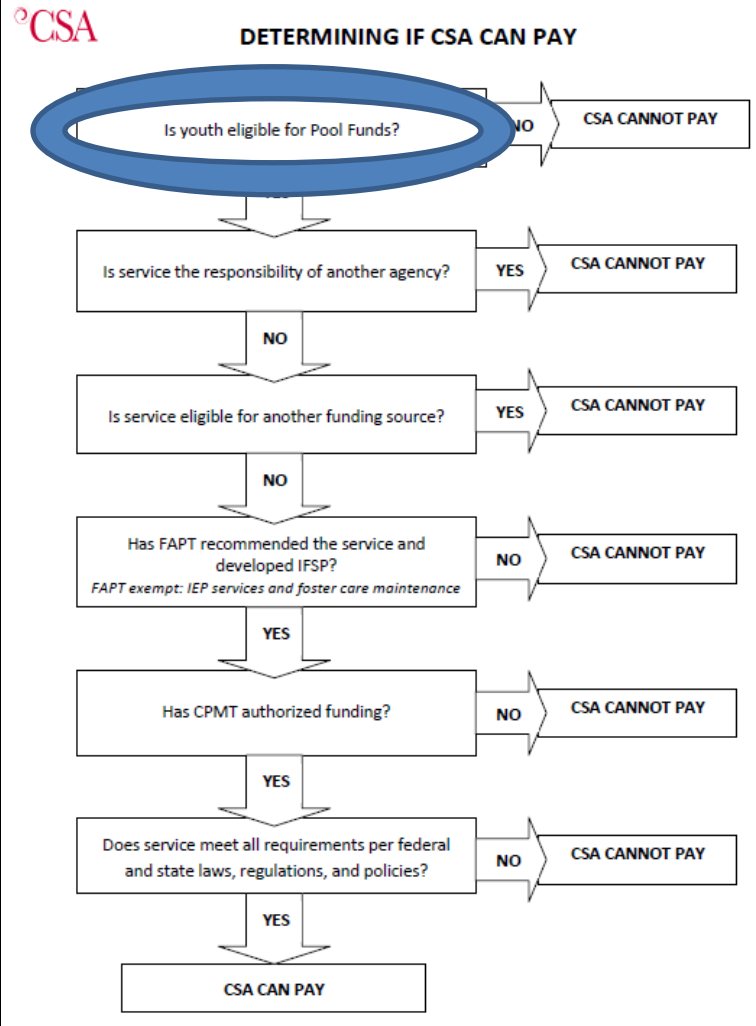 CSA
DETERMINING IF CSA CAN PAY
Is youth eligible for Pool Funds?
NO
CSA CANNOT PAY
Is service the responsibility of another agency?
YES
CSA CANNOT PAY
NO
Is service eligible for another funding source?
YES
CSA CANNOT PAY
NO
Has FAPT recommended the service and
developed IFSP?
FAPT exempt: IEP services and foster care maintenance
NO
CSA CANNOT PAY
YES
Has CPMT authorized funding?
NO
CSA CANNOT PAY
YES
Does service meet all requirements per federal
and state laws, regulations, and policies?
NO
CSA CANNOT PAY
YES
CSA CAN PAY